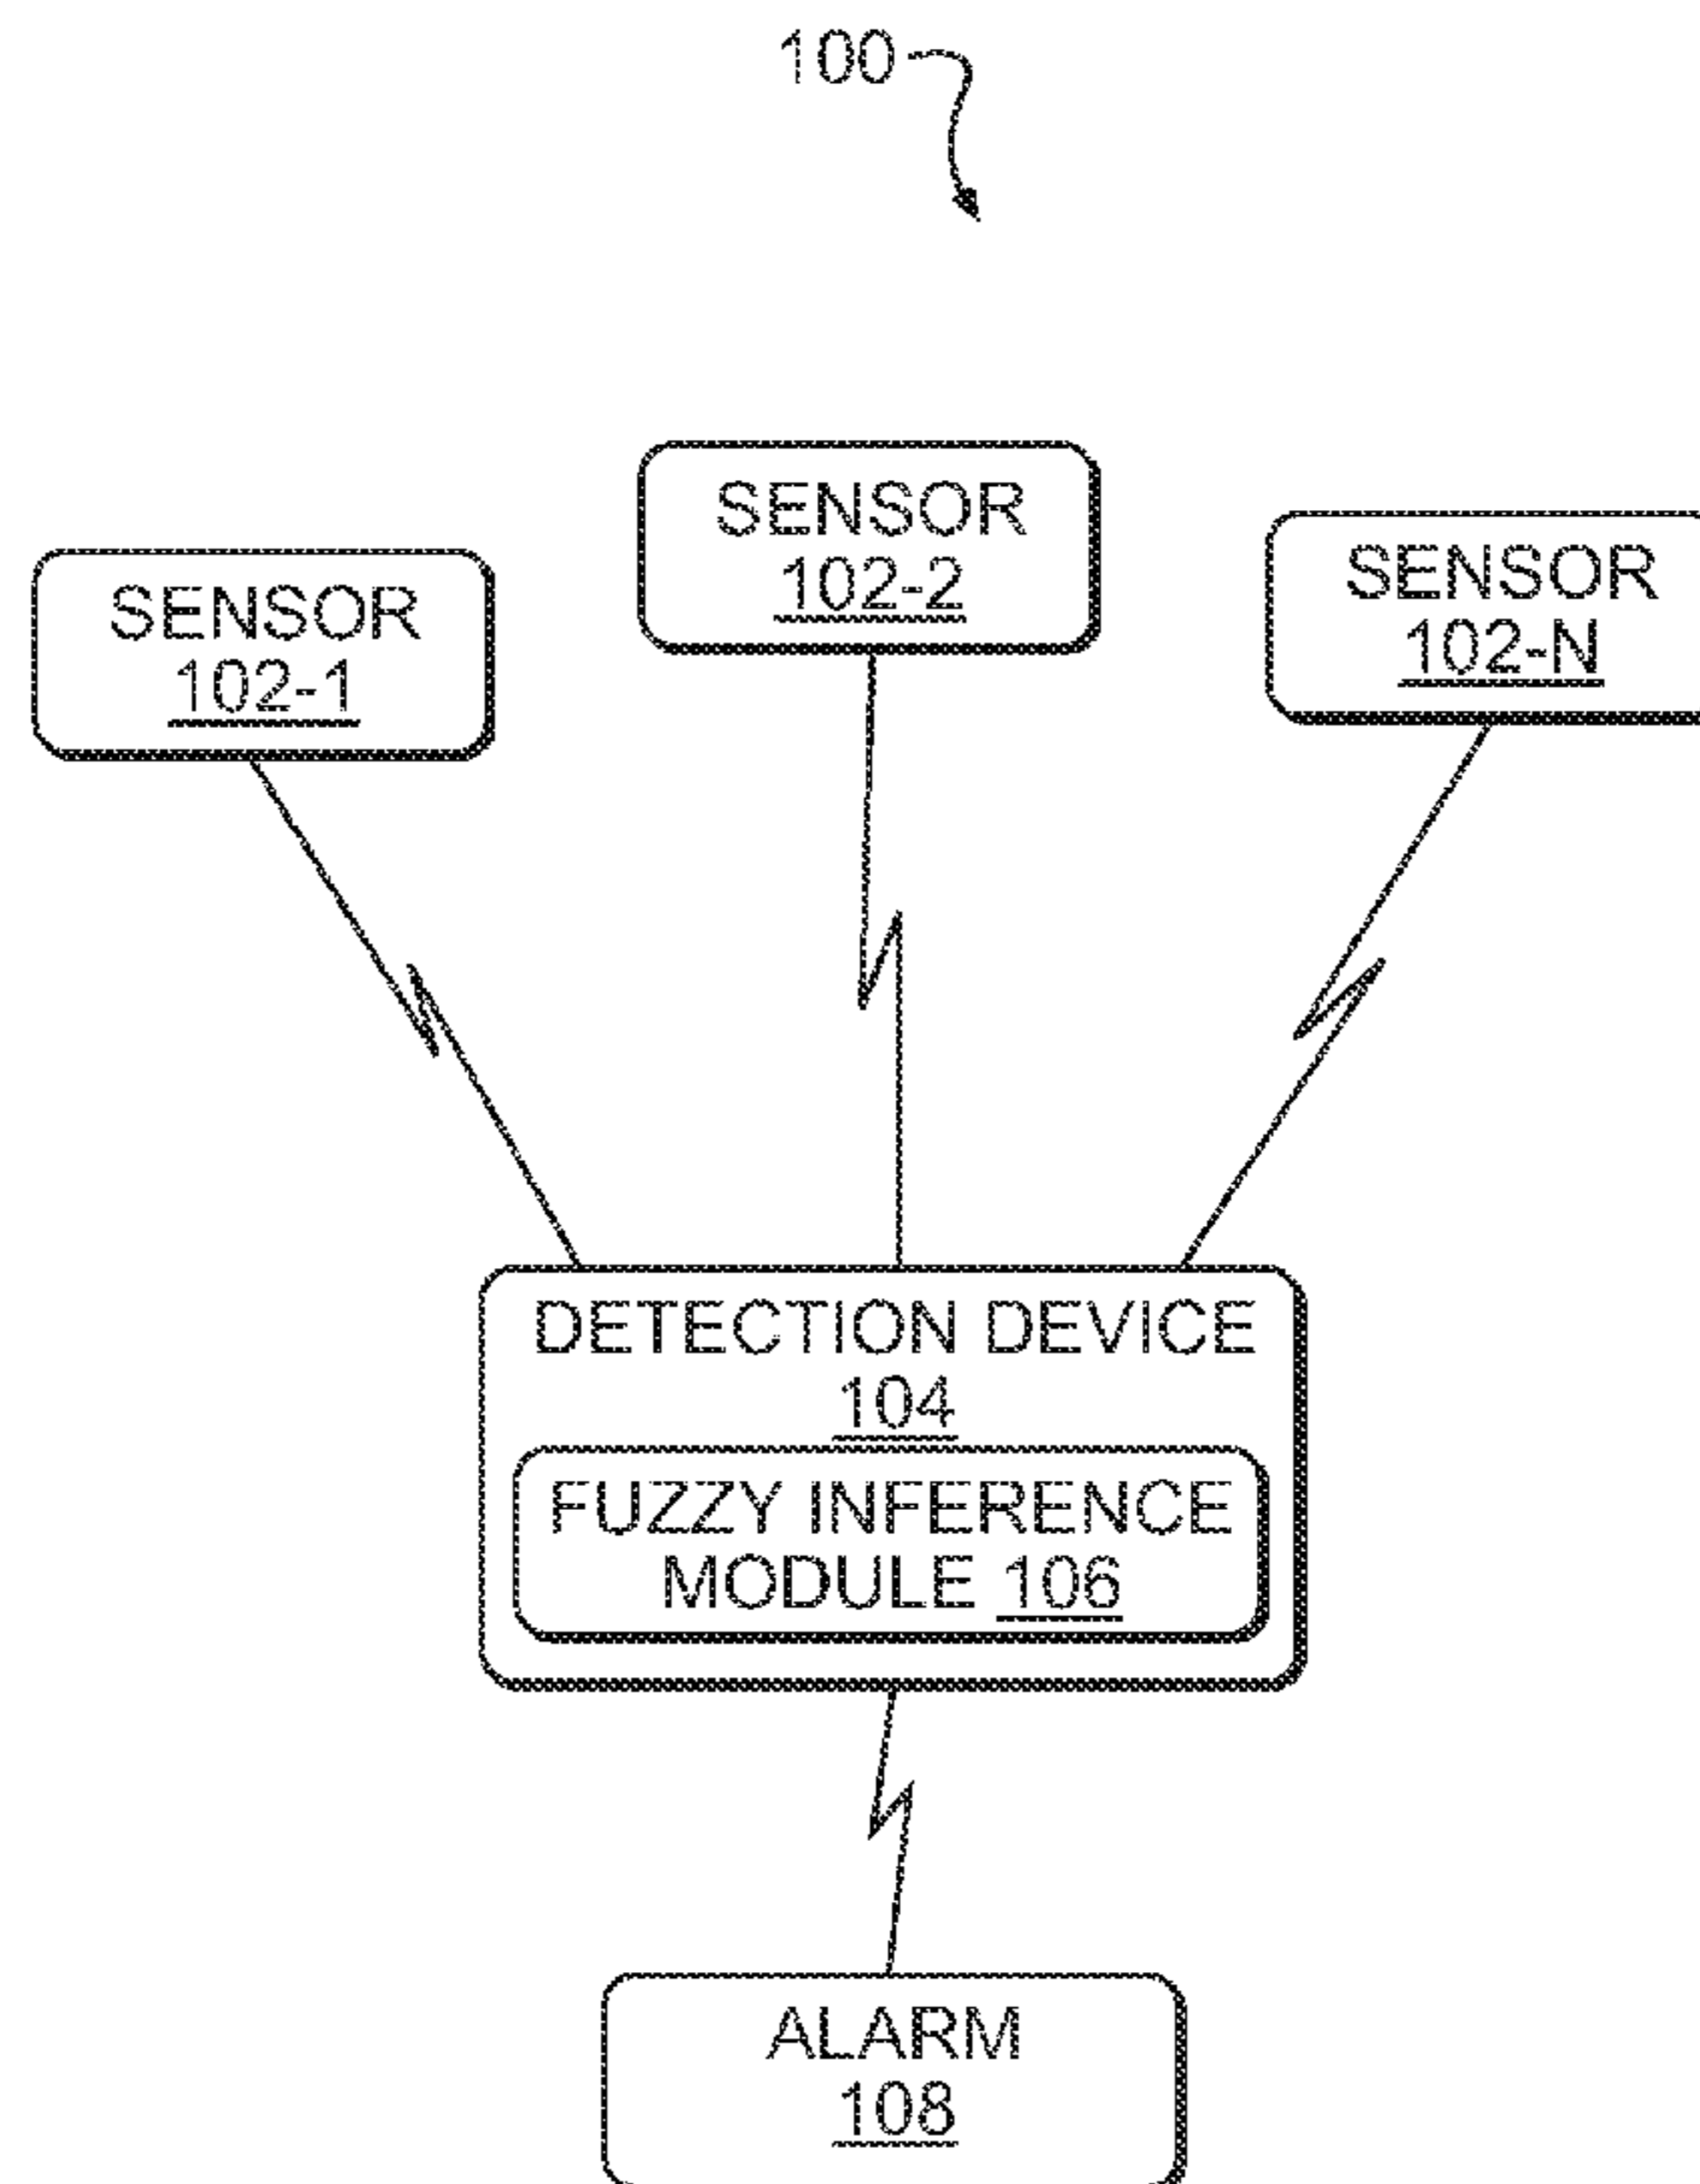 100
SENSOR
102-1
SENSOR
102-2
SENSOR
102-N
DETECTION DEVICE
104
FUZZY INFERENCE
MODULE 106
ALARM
108